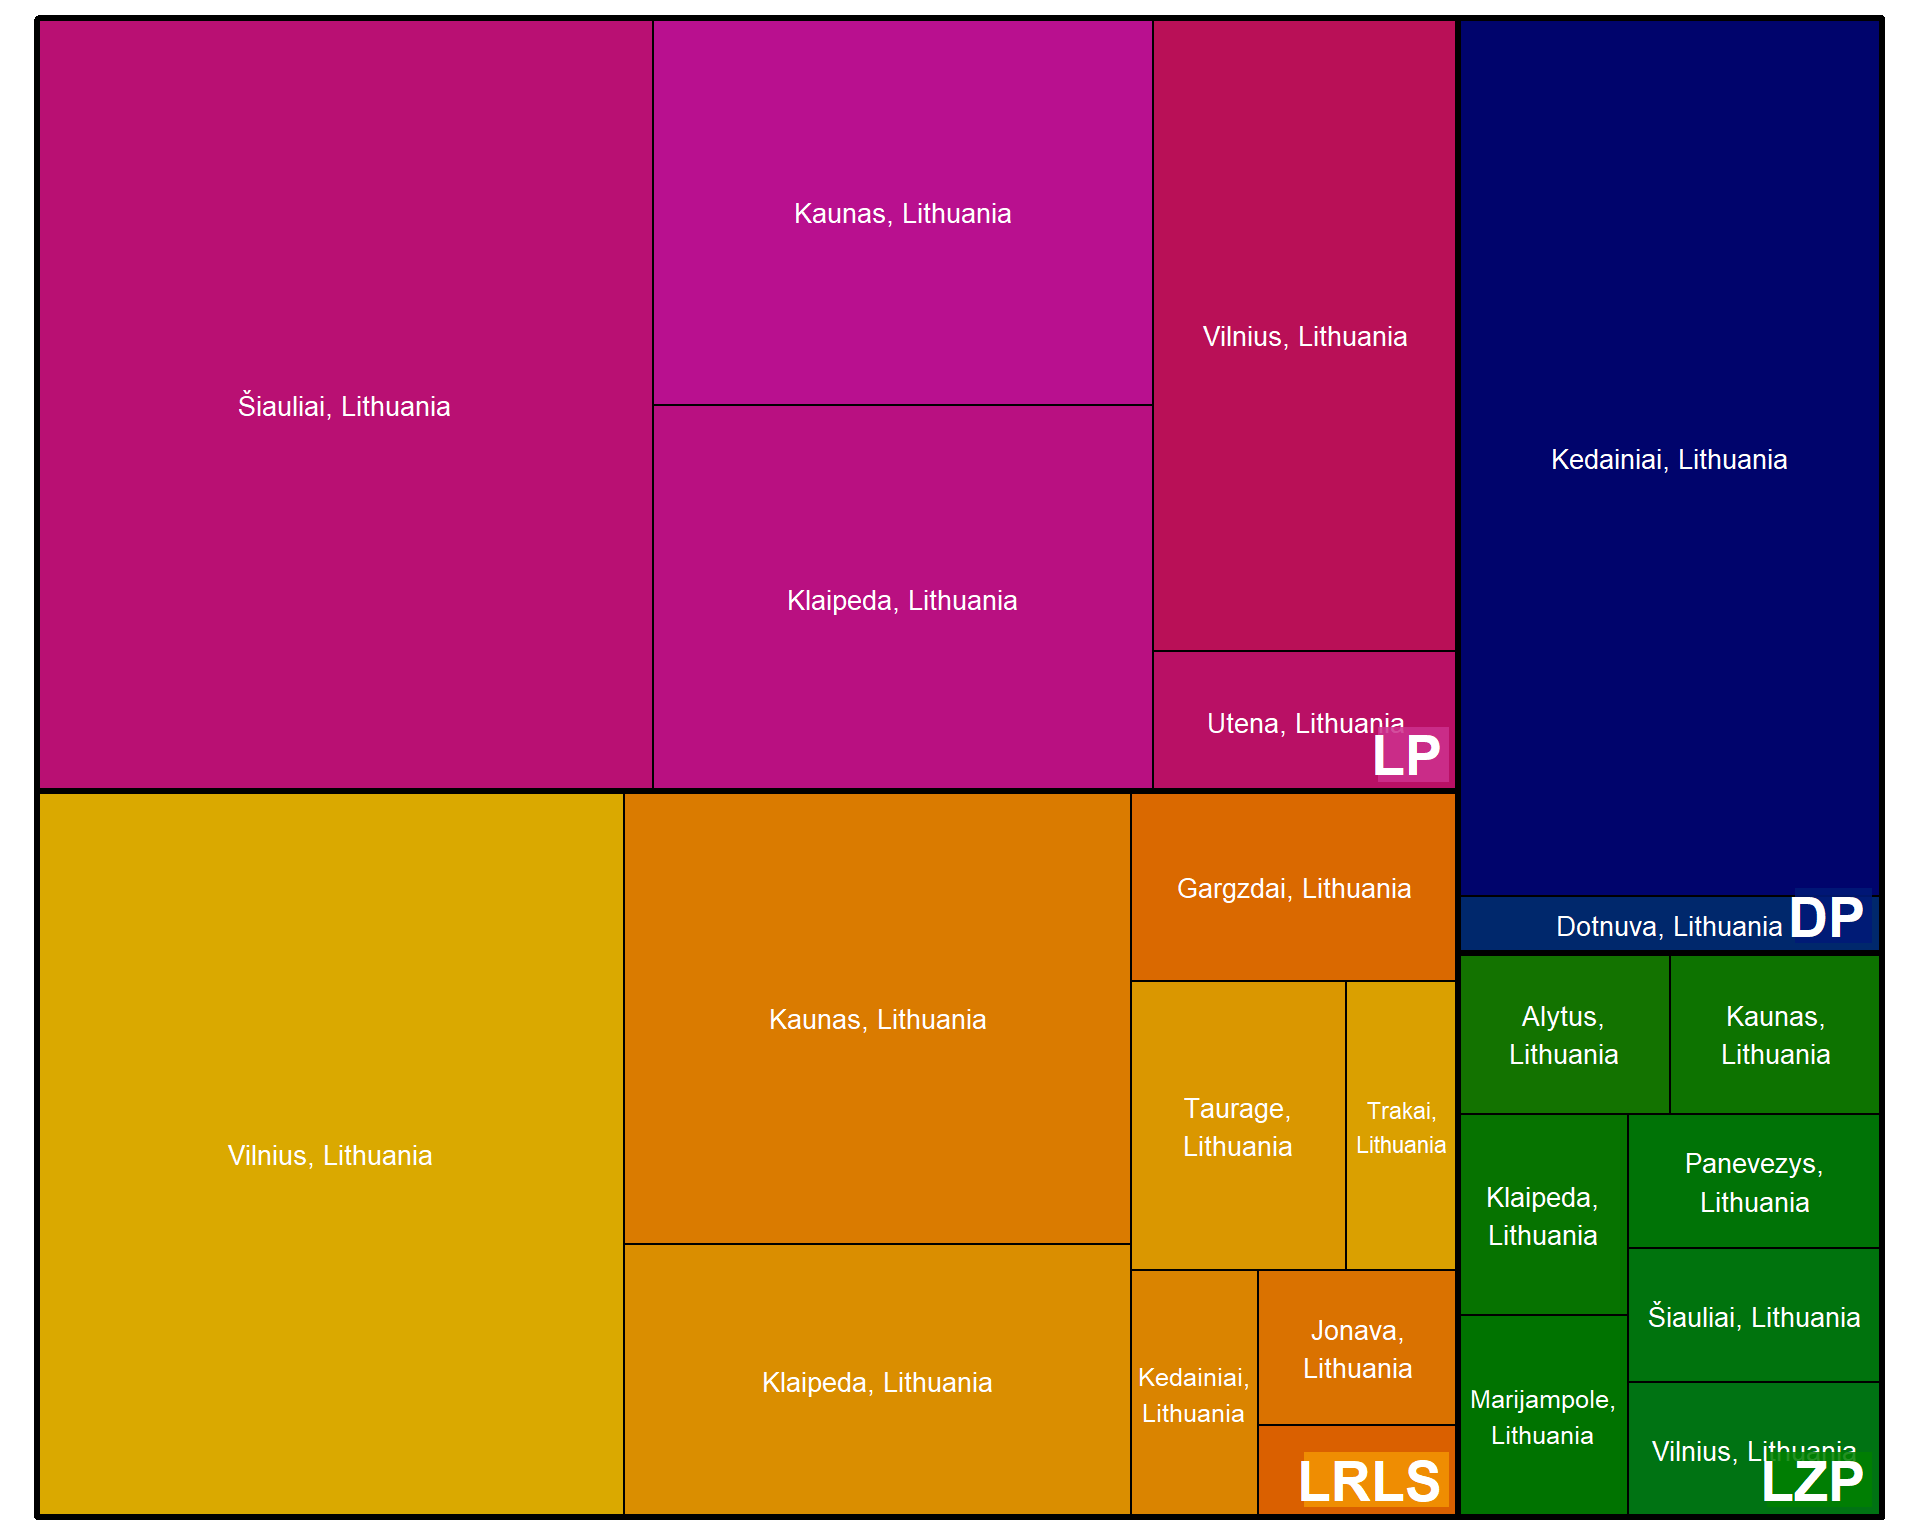 Šiauliai, Lithuania
Kaunas, Lithuania
Klaipeda, Lithuania
Vilnius, Lithuania
Utena, Lithuania
LP
Kedainiai, Lithuania
Dotnuva, Lithuania
DP
Vilnius, Lithuania
Kaunas, Lithuania
Klaipeda, Lithuania
Gargzdai, Lithuania
Taurage,
Lithuania
Trakai,
Lithuania
Kedainiai,
Lithuania
Jonava,
Lithuania
LRLS
Alytus,
Lithuania
Kaunas,
Lithuania
Klaipeda,
Lithuania
Panevezys,
Lithuania
Šiauliai, Lithuania
Marijampole,
Lithuania
Vilnius, Lithuania
LZP